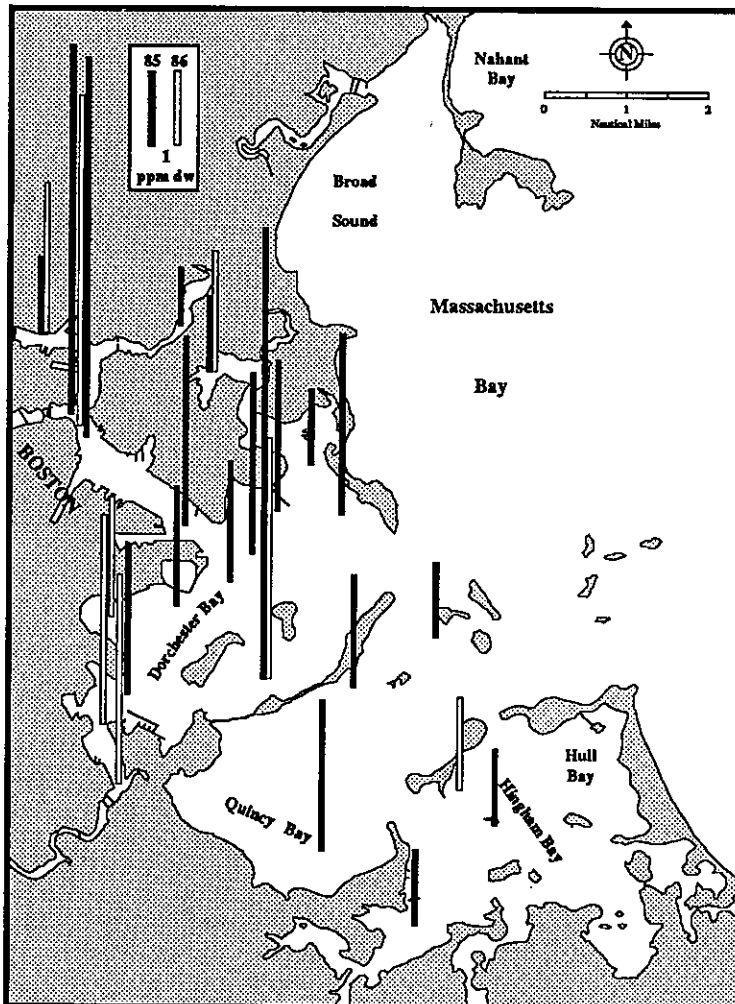 85 86
1
ppm dw
Nahant
Bay
N
0 1 2
Nautical Miles
Broad
Sound
Massachusetts
Bay
BOSTON
Dorchester Bay
Quincy Bay
Hull
Bay
Hingham Bay